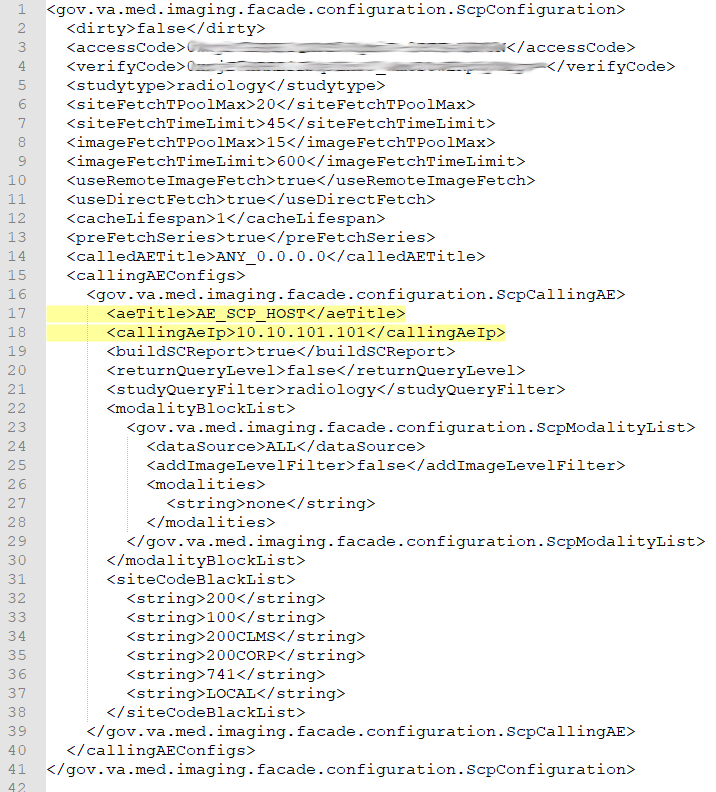 1 <gov.va.med.imaging.facade.configuration.ScpConfiguration>
2 <dirty>false</dirty>
3 <accessCode></accessCode>
4 <verifyCode></verifyCode>
5 <studytype>radiology</studytype>
6 <siteFetchTPoolMax>20</siteFetchTPoolMax>
7 <siteFetchTimeLimit>45</siteFetchTimeLimit>
8 <imageFetchTPoolMax>15</imageFetchTPoolMax>
9 <imageFetchTimeLimit>600</imageFetchTimeLimit>
10 <useRemoteImageFetch>true</useRemoteImageFetch>
11 <useDirectFetch>true</useDirectFetch>
12 <cacheLifespan>1</cacheLifespan>
13 <preFetchSeries>true</preFetchSeries>
14 <calledAETitle>ANY_0.0.0.0</calledAETitle>
15 <callingAEConfigs>
16 <gov.va.med.imaging.facade.configuration.ScpCallingAE>
17 <aeTitle>AE_SCP_HOST</aeTitle>
18 <callingAeIp>10.10.101.101</callingAeIp>
19 <buildSCReport>true</buildSCReport>
20 <returnQueryLevel>false</returnQueryLevel>
21 <studyQueryFilter>radiology</studyQueryFilter>
22 <modalityBlockList>
23 <gov.va.med.imaging.facade.configuration.ScpModalityList>
24 <dataSource>ALL</dataSource>
25 <addImageLevelFilter>false</addImageLevelFilter>
26 <modalities>
27 <string>none</string>
28 </modalities>
29 </gov.va.med.imaging.facade.configuration.ScpModalityList>
30 </modalityBlockList>
31 <siteCodeBlackList>
32 <string>200</string>
33 <string>100</string>
34 <string>200CLMS</string>
35 <string>200CORP</string>
36 <string>741</string>
37 <string>LOCAL</string>
38 </siteCodeBlackList>
39 </gov.va.med.imaging.facade.configuration.ScpCallingAE>
40 </callingAEConfigs>
41 </gov.va.med.imaging.facade.configuration.ScpConfiguration>
42